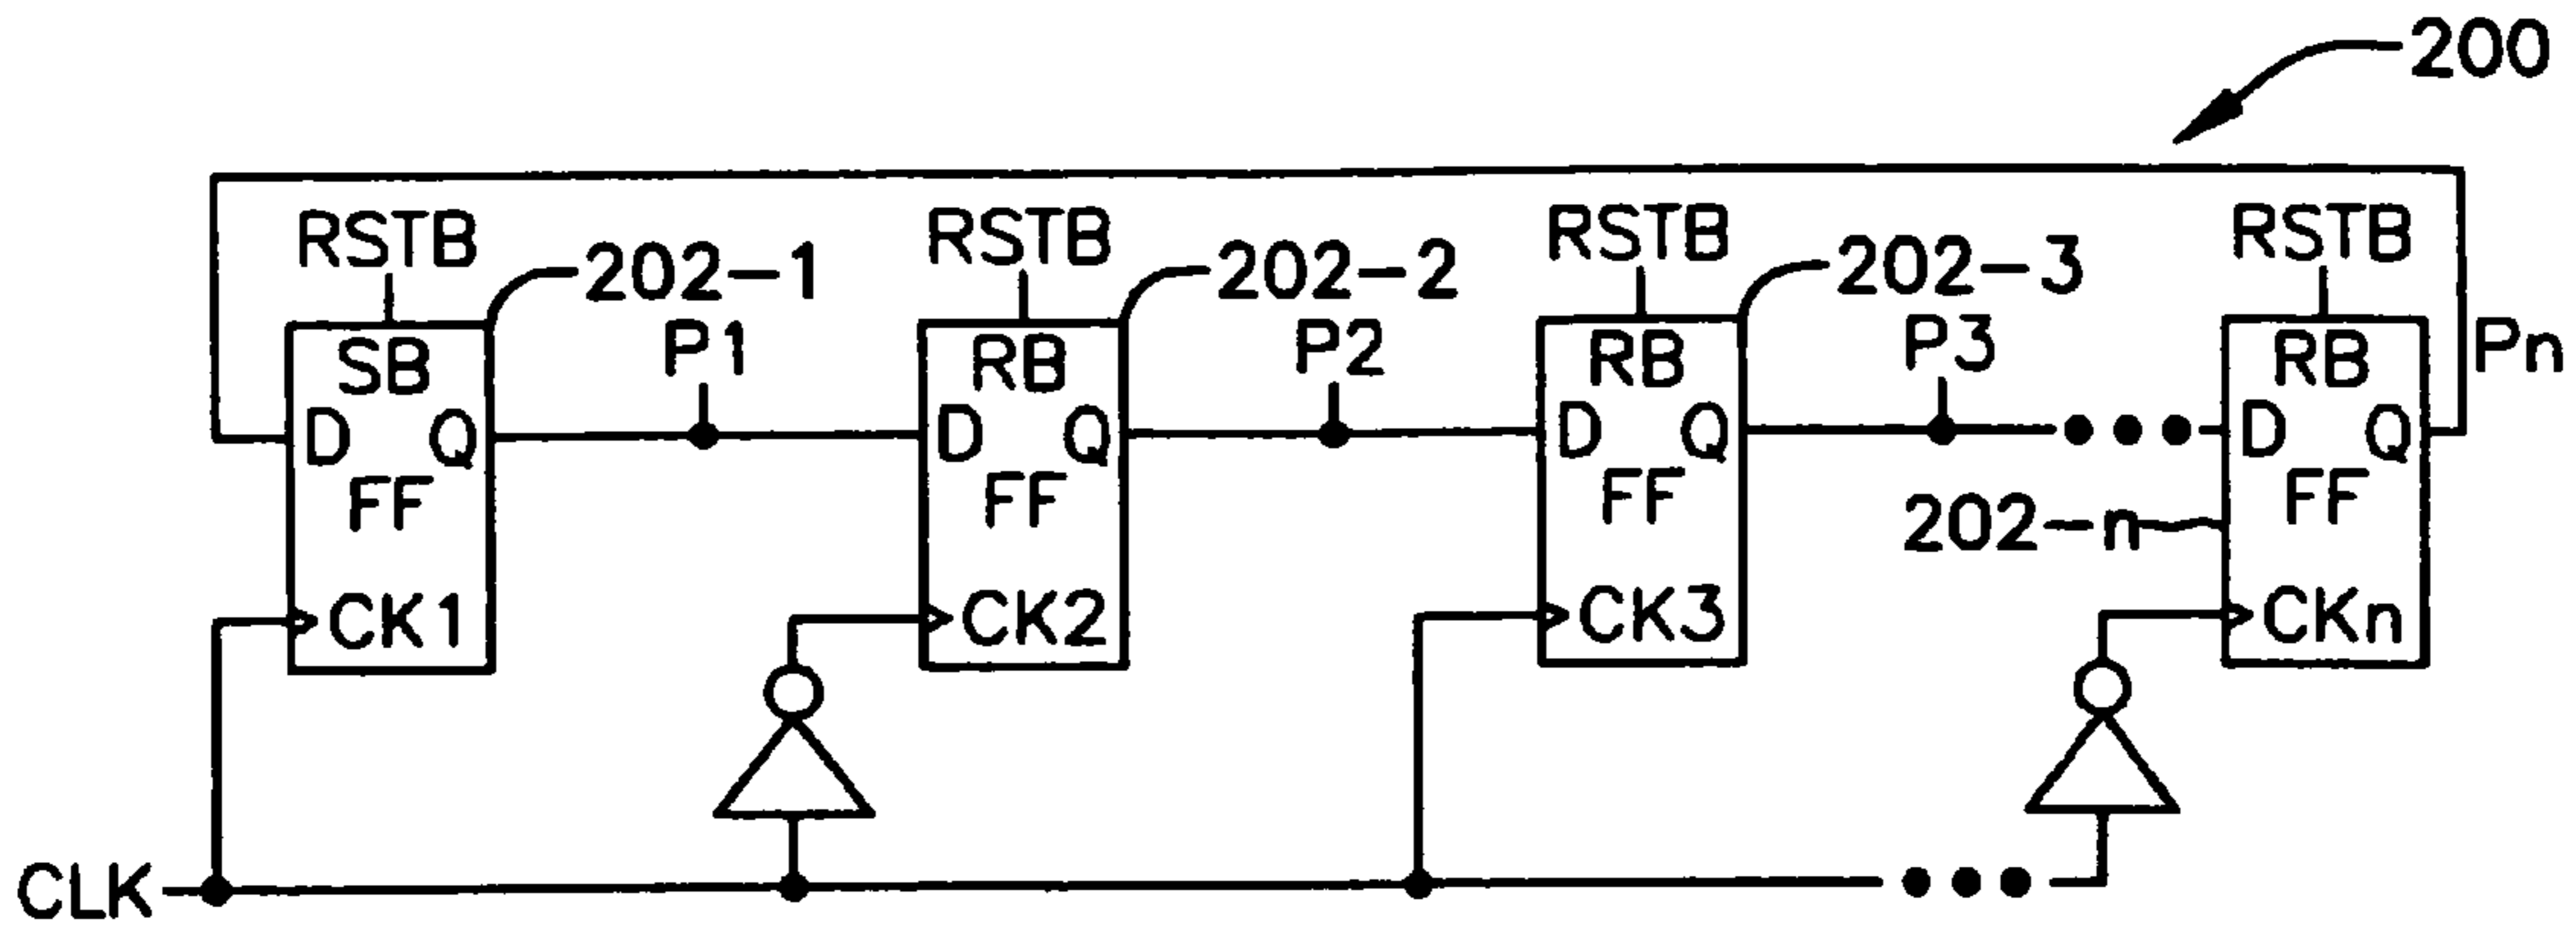 200
RSTB RSTB RSTB RSTB
202-1 202-2 202-3
P1 P2 P3 Pn
SB RB RB RB
D Q D Q D Q D Q
FF FF FF FF
202-n
CK1 CK2 CK3 CKn
CLK